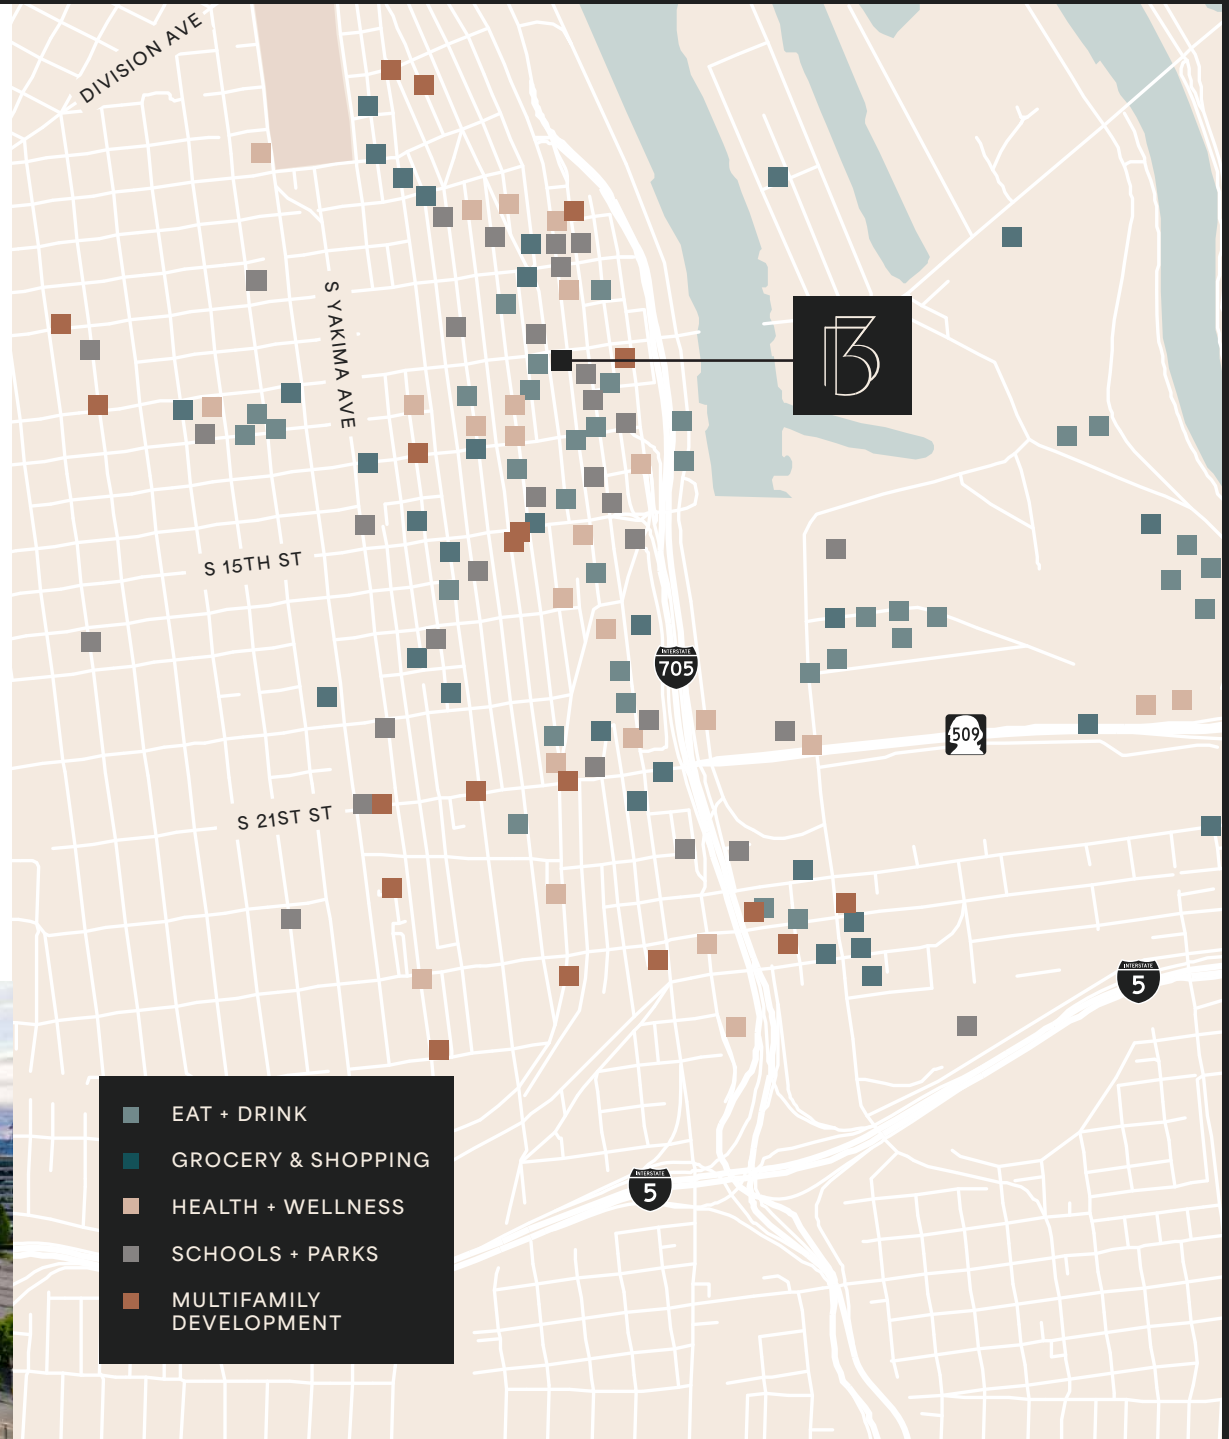 DIVISION AVE
S YAKIMA AVE
13
S 15TH ST
INTERSTATE
705
509
S 21ST ST
INTERSTATE
5
EAT + DRINK
GROCERY & SHOPPING
INTERSTATE
5
HEALTH + WELLNESS
SCHOOLS + PARKS
MULTIFAMILY
DEVELOPMENT